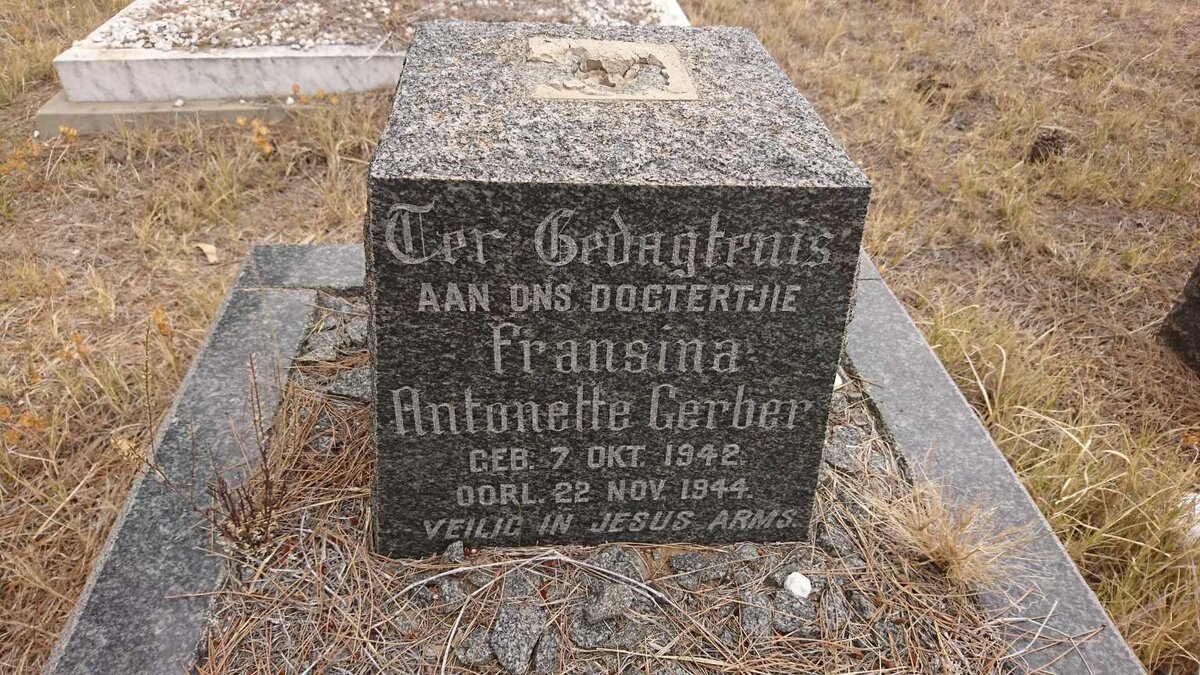 Ter Gedagtenis
AAN ONS DOGTERTJIE
Fransina
Antonette Gerber
GEB. 7 OKT. 1942.
OORL. 22 NOV. 1944.
VEILIG IN JESUS ARMS.